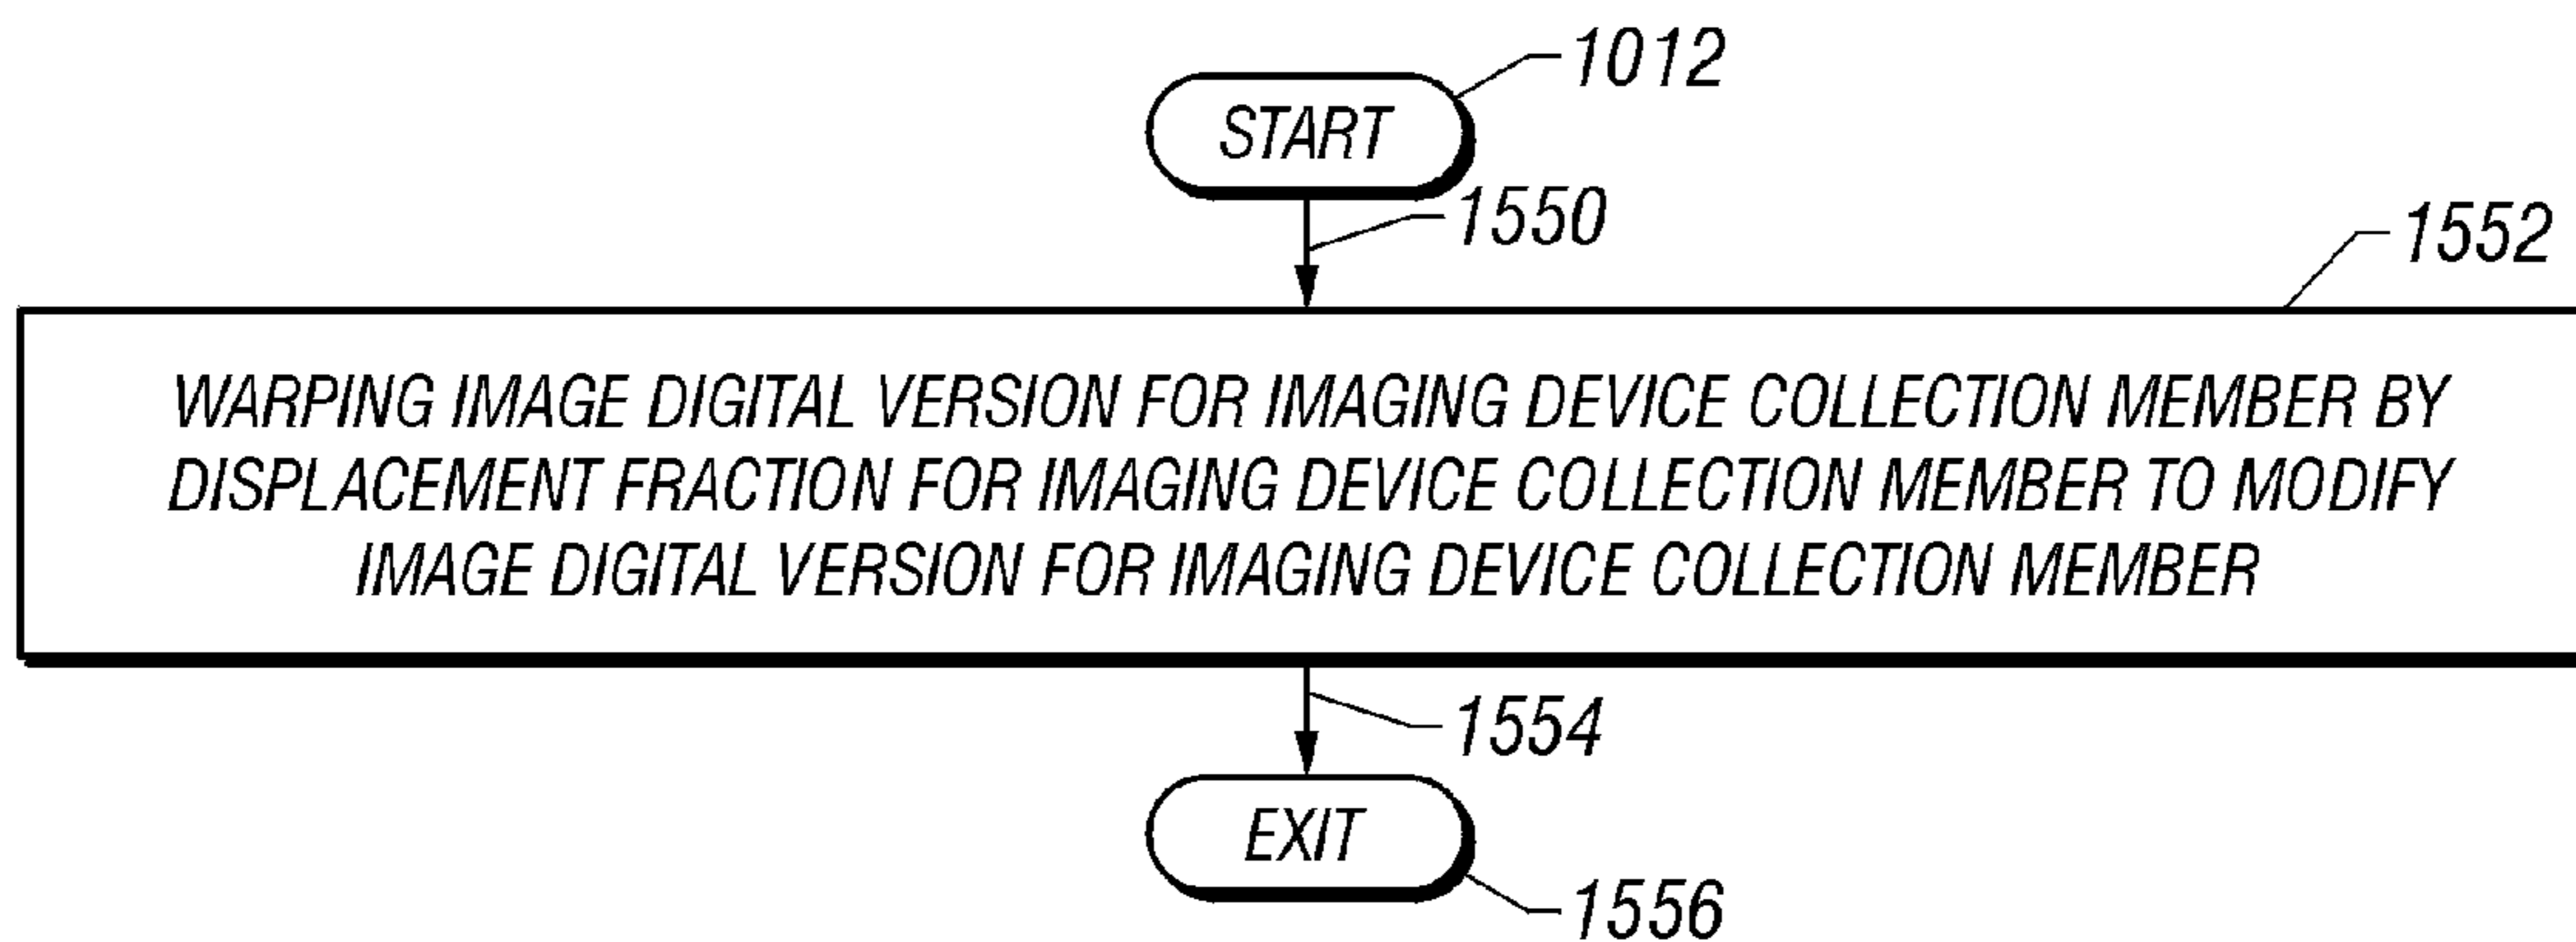 1012
START
1550
1552
WARPING IMAGE DIGITAL VERSION FOR IMAGING DEVICE COLLECTION MEMBER BY
DISPLACEMENT FRACTION FOR IMAGING DEVICE COLLECTION MEMBER TO MODIFY
IMAGE DIGITAL VERSION FOR IMAGING DEVICE COLLECTION MEMBER
1554
EXIT
1556